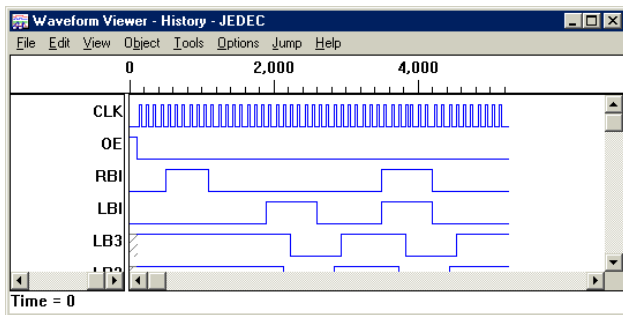 Waveform Viewer - History - JEDEC
File Edit View Object Tools Options Jump Help
0 2,000 4,000
CLK
OE
RBI
LBI
LB3
LB2
Time = 0